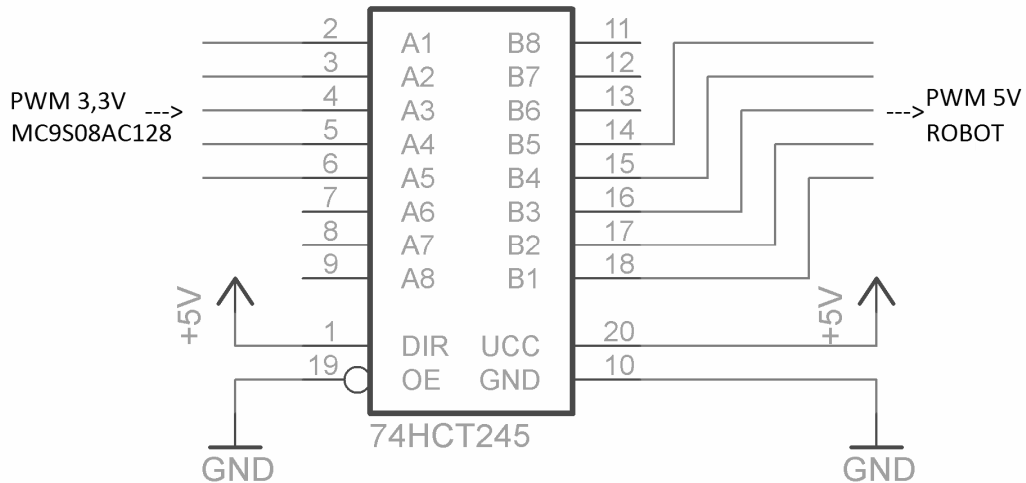 2 A1 B8 11
3 A2 B7 12
PWM 3,3V ---> 4 A3 B6 13 ---> PWM 5V
MC9S08AC128 5 A4 B5 14 ROBOT
6 A5 B4 15
7 A6 B3 16
8 A7 B2 17
9 A8 B1 18
+5V +5V
1 DIR UCC 20
19 OE GND 10
74HCT245
GND GND